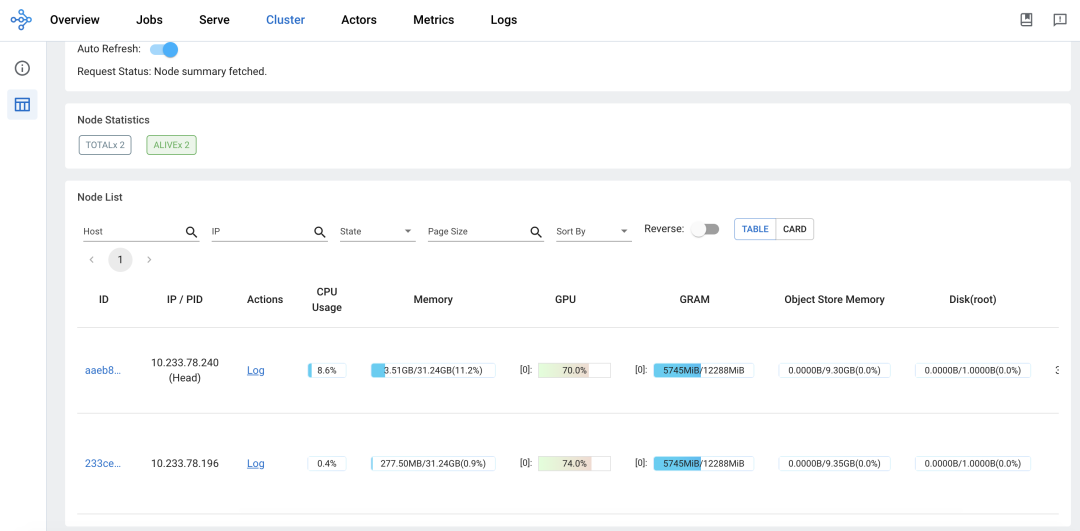 Overview Jobs Serve Cluster Actors Metrics Logs
Auto Refresh:
Request Status: Node summary fetched.
Node Statistics
TOTALx 2 ALIVEx 2
Node List
Host IP State Page Size Sort By Reverse: TABLE CARD
1
ID IP / PID Actions CPU Usage Memory GPU GRAM Object Store Memory Disk(root)
aaeb8... 10.233.78.240 (Head) Log 8.6% 3.51GB/31.24GB(11.2%) [0]: 70.0% [0]: 5745MiB/12288MiB 0.0000B/9.30GB(0.0%) 0.0000B/1.0000B(0.0%)
233ce... 10.233.78.196 Log 0.4% 277.50MB/31.24GB(0.9%) [0]: 74.0% [0]: 5745MiB/12288MiB 0.0000B/9.35GB(0.0%) 0.0000B/1.0000B(0.0%)